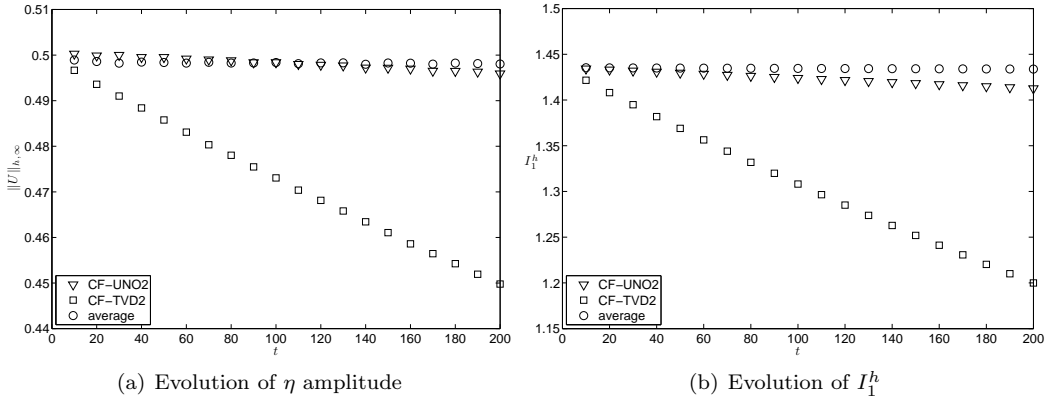 0.51
0.5
0.49
0.48
0.47
0.46
0.45
0.44
‖U‖h,∞
CF−UNO2
CF−TVD2
average
0 20 40 60 80 100 120 140 160 180 200
t
(a) Evolution of η amplitude
1.5
1.45
1.4
1.35
1.3
1.25
1.2
1.15
I₁ʰ
CF−UNO2
CF−TVD2
average
0 20 40 60 80 100 120 140 160 180 200
t
(b) Evolution of I₁ʰ